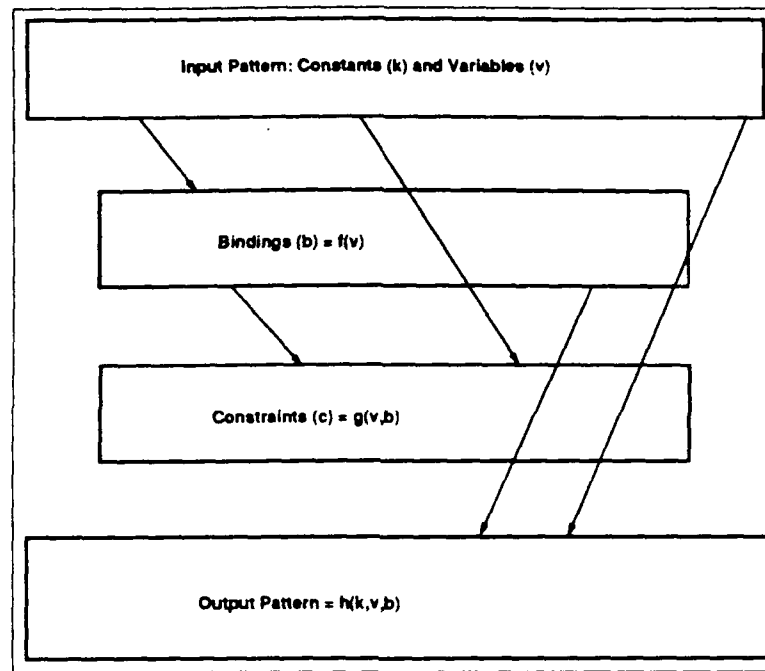 Input Pattern: Constants (k) and Variables (v)
Bindings (b) = f(v)
Constraints (c) = g(v,b)
Output Pattern = h(k,v,b)